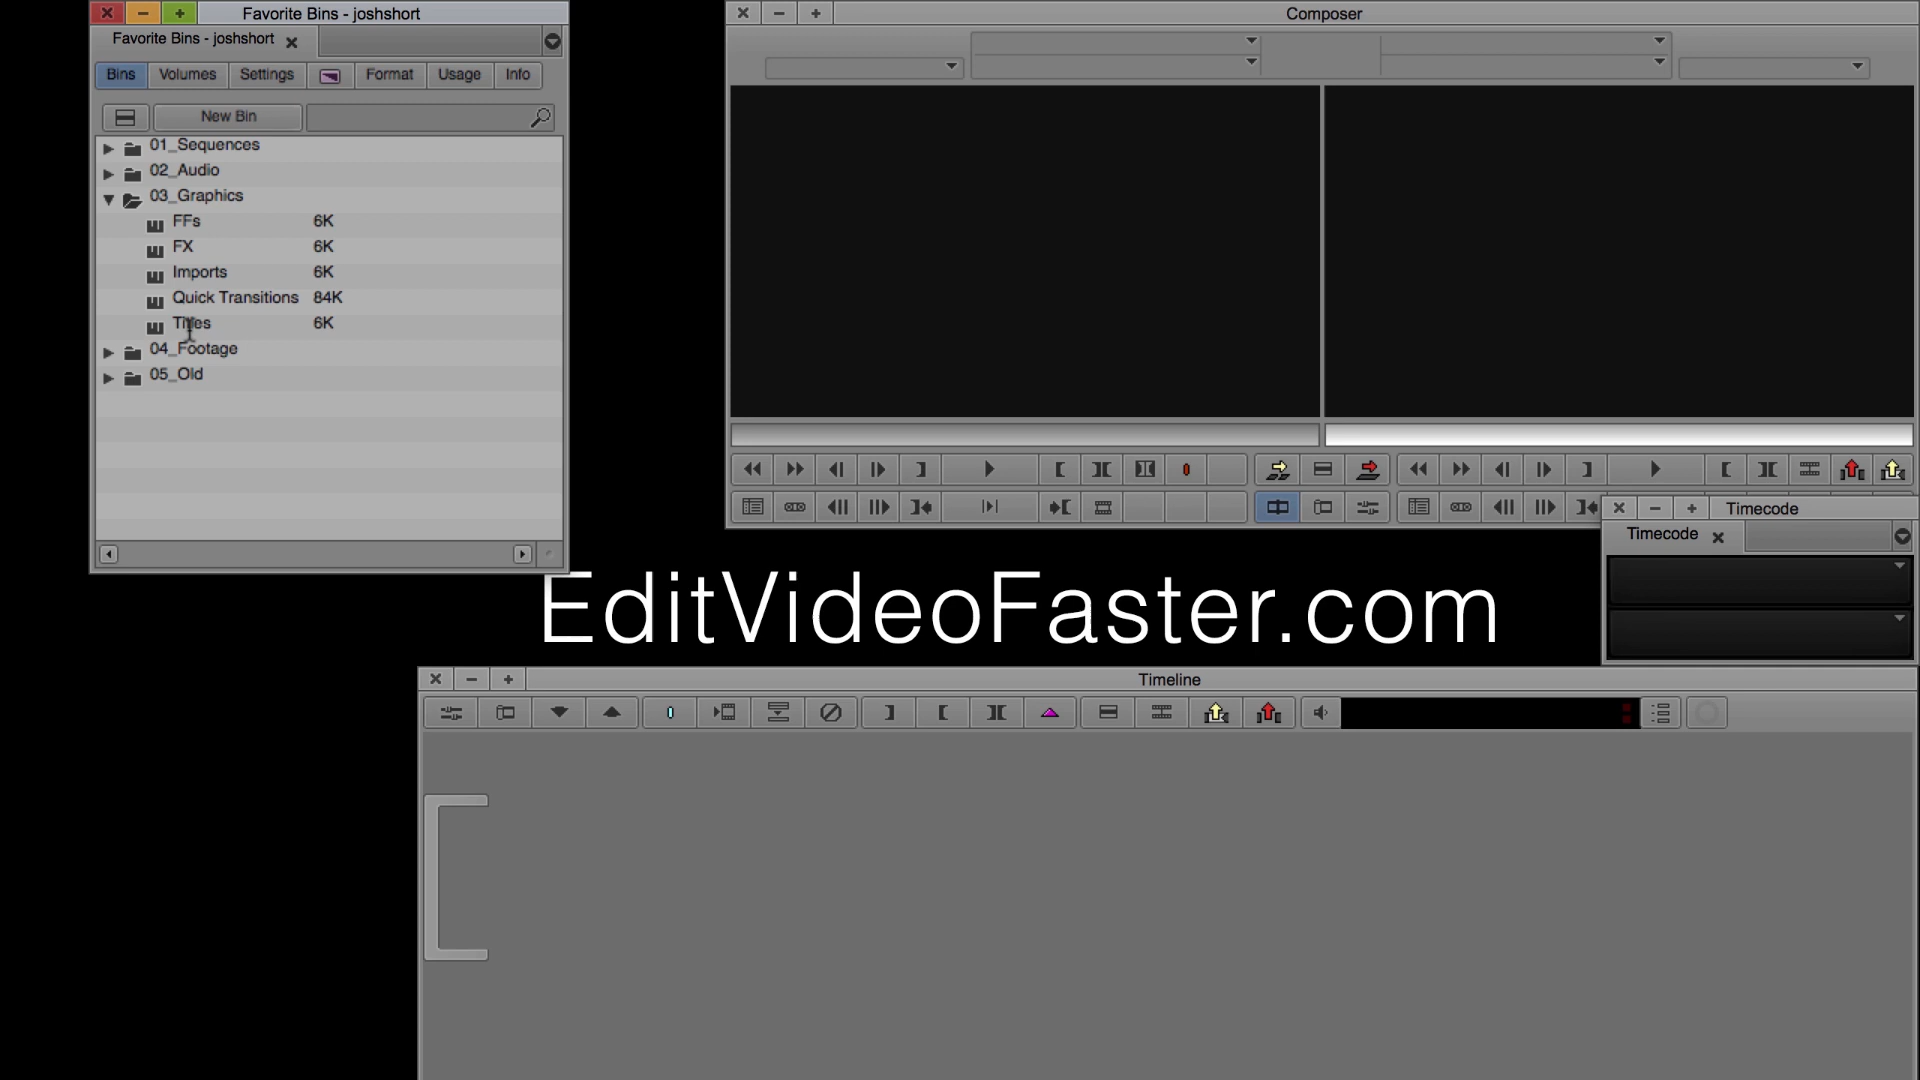 Favorite Bins - joshshort
Favorite Bins - joshshort
Bins Volumes Settings Format Usage Info
New Bin
01_Sequences
02_Audio
03_Graphics
FFs 6K
FX 6K
Imports 6K
Quick Transitions 84K
Titles 6K
04_Footage
05_Old
Composer
Timecode
Timecode
EditVideoFaster.com
Timeline